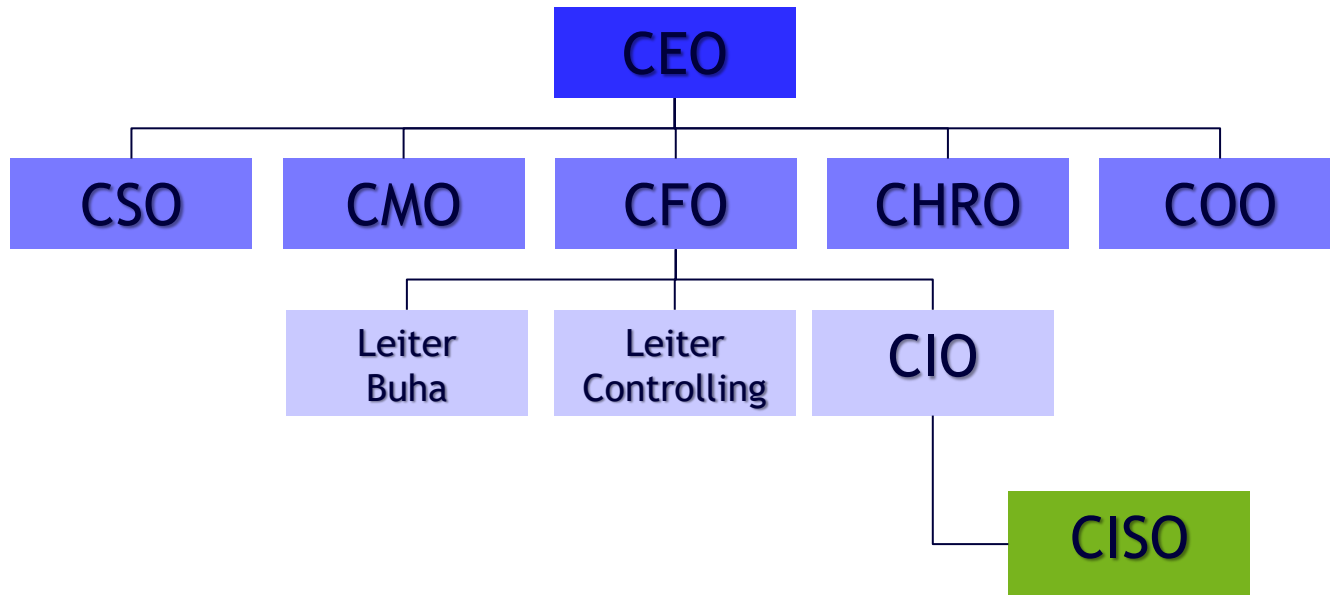 CEO
CSO
CMO
CFO
CHRO
COO
Leiter
Buha
Leiter
Controlling
CIO
CISO